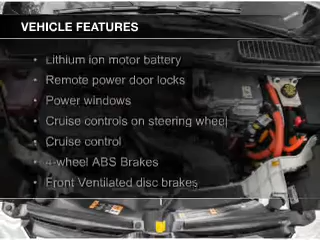 VEHICLE FEATURES
• Lithium ion motor battery
• Remote power door locks
• Power windows
• Cruise controls on steering wheel
• Cruise control
• 4-wheel ABS Brakes
• Front Ventilated disc brakes